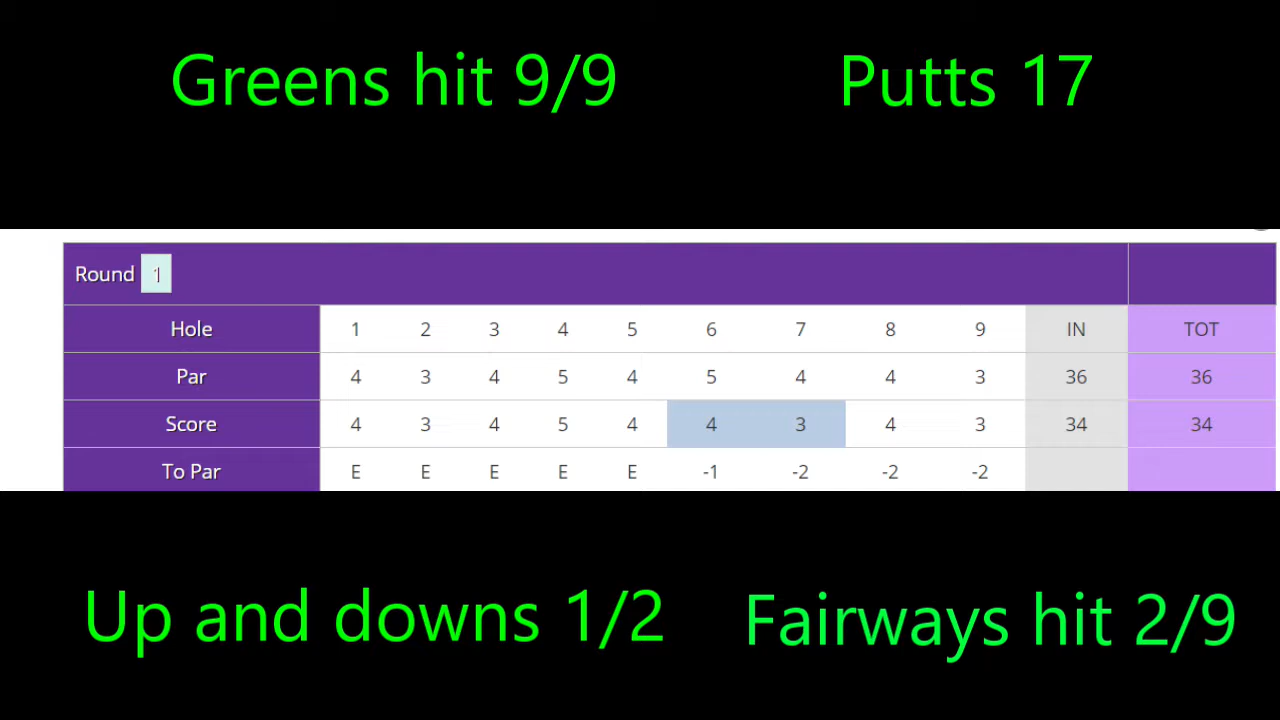 Greens hit 9/9 Putts 17
Round 1
Hole 1 2 3 4 5 6 7 8 9 IN TOT
Par 4 3 4 5 4 5 4 4 3 36 36
Score 4 3 4 5 4 4 3 4 3 34 34
To Par E E E E E -1 -2 -2 -2
Up and downs 1/2 Fairways hit 2/9